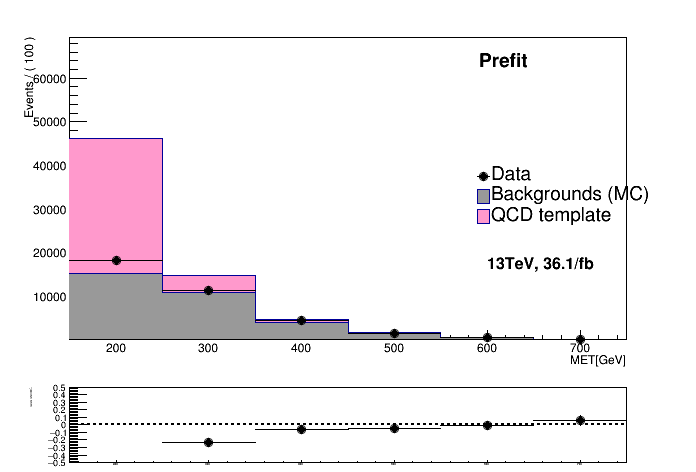 Prefit
Events / ( 100 )
60000
50000
40000
30000
20000
10000
Data
Backgrounds (MC)
QCD template
13TeV, 36.1/fb
200 300 400 500 600 700
MET[GeV]
0.5
0.4
0.3
0.2
0.1
0
−0.1
−0.2
−0.3
−0.4
−0.5